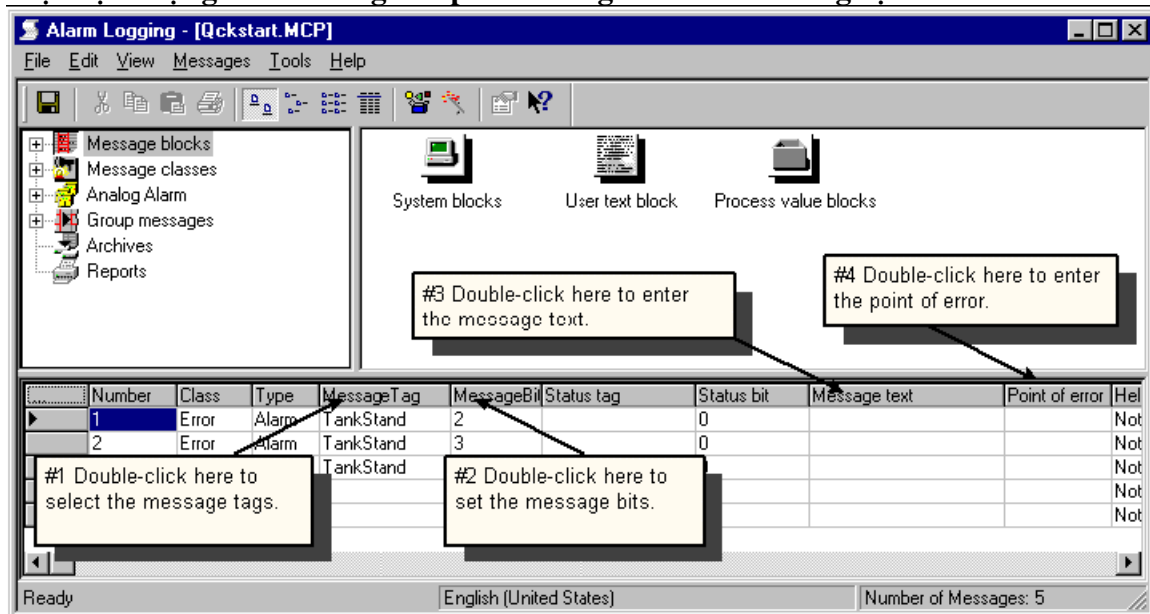 Alarm Logging - [Qckstart.MCP]
File Edit View Messages Tools Help
Message blocks
Message classes
Analog Alarm
Group messages
Archives
Reports
System blocks User text block Process value blocks
#3 Double-click here to enter
the message text.
#4 Double-click here to enter
the point of error.
Number Class Type MessageTag MessageBit Status tag Status bit Message text Point of error Hel
1 Error Alarm TankStand 2 0 Not
2 Error Alarm TankStand 3 0 Not
TankStand Not
Not
Not
#1 Double-click here to
select the message tags.
#2 Double-click here to
set the message bits.
Ready English (United States) Number of Messages: 5